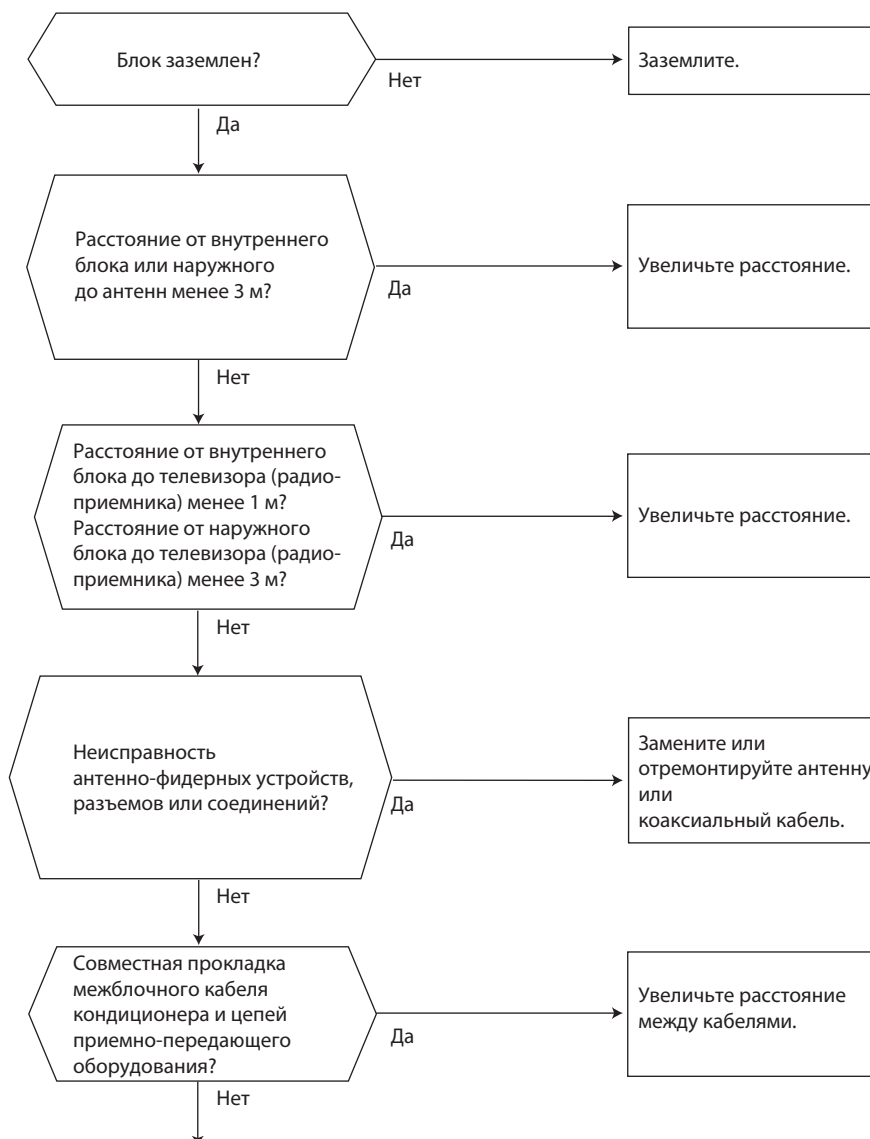 Блок заземлен?
Нет
Заземлите.
Да
Расстояние от внутреннего
блока или наружного
до антенн менее 3 м?
Да
Увеличьте расстояние.
Нет
Расстояние от внутреннего
блока до телевизора (радио-
приемника) менее 1 м?
Расстояние от наружного
блока до телевизора (радио-
приемника) менее 3 м?
Да
Увеличьте расстояние.
Нет
Неисправность
антенно-фидерных устройств,
разъемов или соединений?
Да
Замените или
отремонтируйте антенну
или
коаксиальный кабель.
Нет
Совместная прокладка
межблочного кабеля
кондиционера и цепей
приемно-передающего
оборудования?
Да
Увеличьте расстояние
между кабелями.
Нет